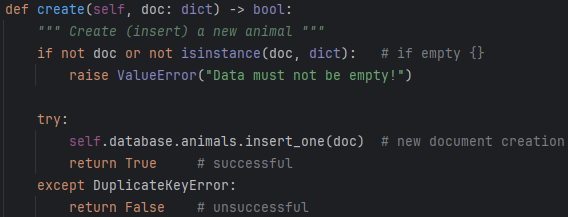 def create(self, doc: dict) -> bool:
    """ Create (insert) a new animal """
    if not doc or not isinstance(doc, dict):   # if empty {}
        raise ValueError("Data must not be empty!")

    try:
        self.database.animals.insert_one(doc)  # new document creation
        return True     # successful
    except DuplicateKeyError:
        return False    # unsuccessful